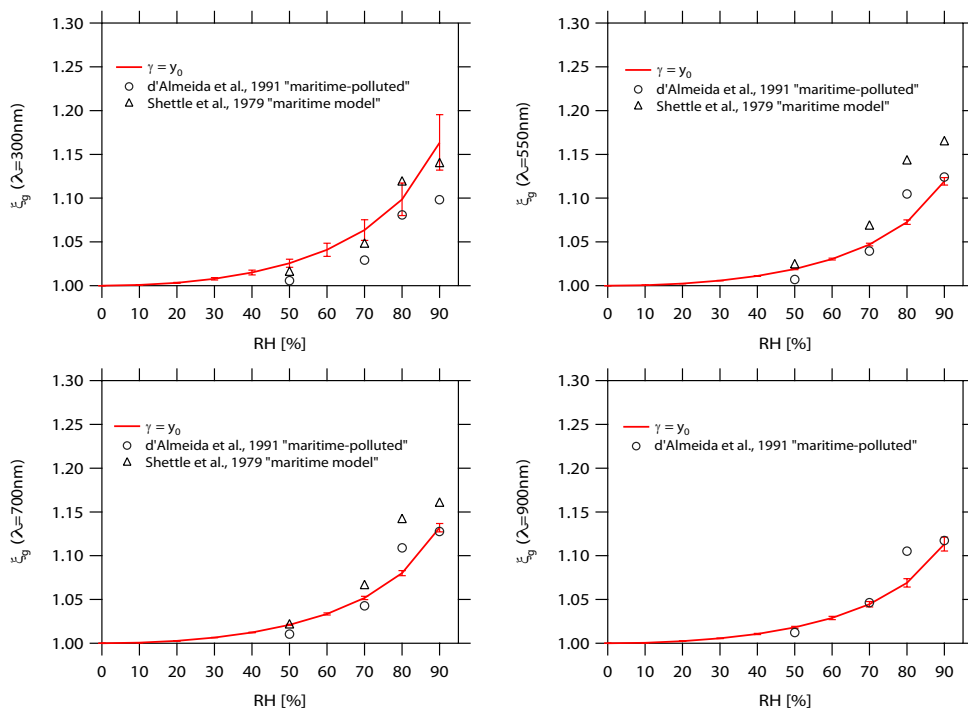 1.30
1.25
1.20
1.15
1.10
1.05
1.00
ξg (λ=300nm)
γ = y0
d'Almeida et al., 1991 "maritime-polluted"
Shettle et al., 1979 "maritime model"
0 10 20 30 40 50 60 70 80 90
RH [%]
1.30
1.25
1.20
1.15
1.10
1.05
1.00
ξg (λ=550nm)
γ = y0
d'Almeida et al., 1991 "maritime-polluted"
Shettle et al., 1979 "maritime model"
0 10 20 30 40 50 60 70 80 90
RH [%]
1.30
1.25
1.20
1.15
1.10
1.05
1.00
ξg (λ=700nm)
γ = y0
d'Almeida et al., 1991 "maritime-polluted"
Shettle et al., 1979 "maritime model"
0 10 20 30 40 50 60 70 80 90
RH [%]
1.30
1.25
1.20
1.15
1.10
1.05
1.00
ξg (λ=900nm)
γ = y0
d'Almeida et al., 1991 "maritime-polluted"
0 10 20 30 40 50 60 70 80 90
RH [%]